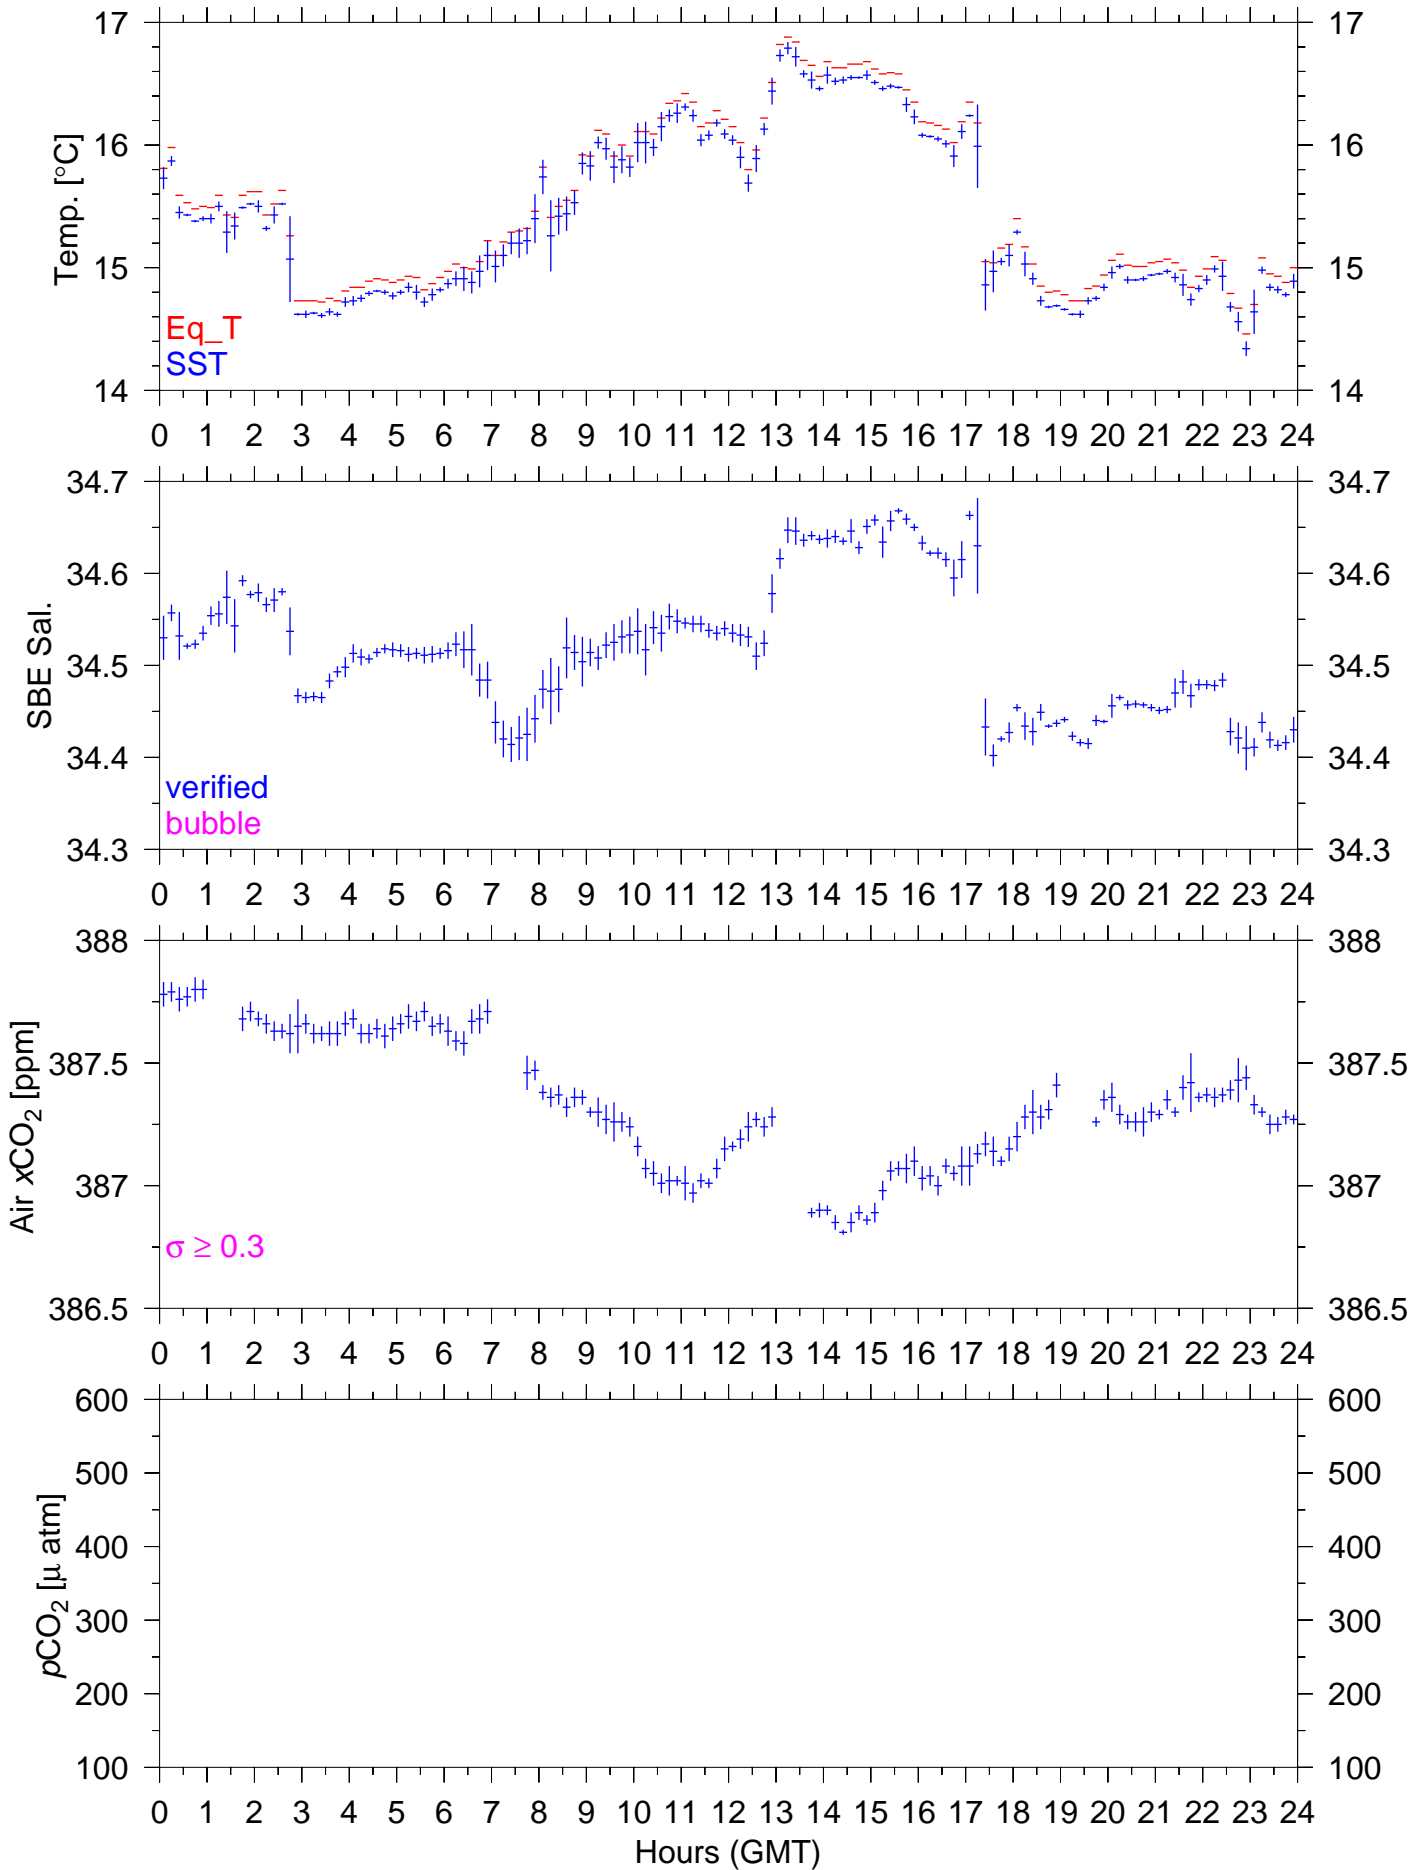 17 17
16 16
15 15
14 14
Temp. [°C]
Eq_T
SST
0 1 2 3 4 5 6 7 8 9 10 11 12 13 14 15 16 17 18 19 20 21 22 23 24
34.7 34.7
34.6 34.6
34.5 34.5
34.4 34.4
34.3 34.3
SBE Sal.
verified
bubble
0 1 2 3 4 5 6 7 8 9 10 11 12 13 14 15 16 17 18 19 20 21 22 23 24
388 388
387.5 387.5
387 387
386.5 386.5
Air xCO₂ [ppm]
σ ≥ 0.3
0 1 2 3 4 5 6 7 8 9 10 11 12 13 14 15 16 17 18 19 20 21 22 23 24
600 600
500 500
400 400
300 300
200 200
100 100
pCO₂ [μ atm]
0 1 2 3 4 5 6 7 8 9 10 11 12 13 14 15 16 17 18 19 20 21 22 23 24
Hours (GMT)